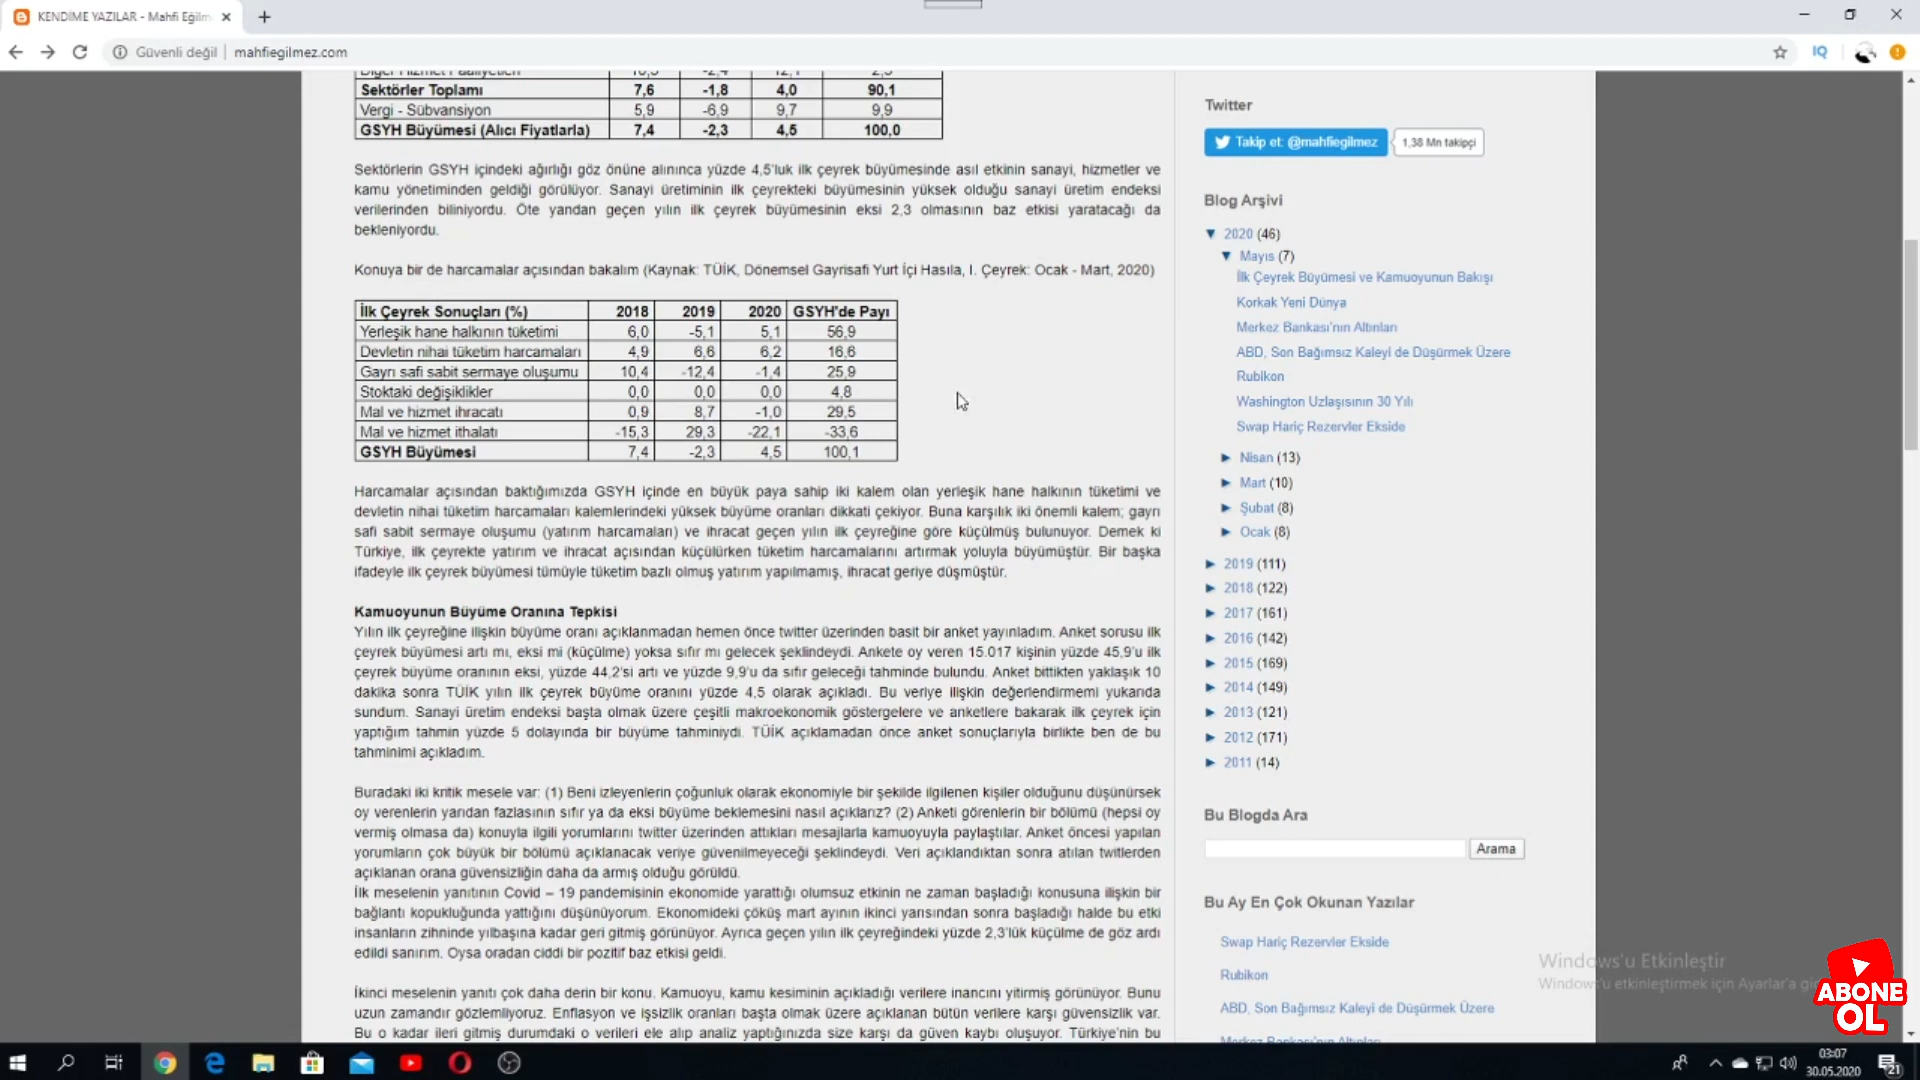 KENDİME YAZILAR - Mahfi Eğilm
Güvenli değil | mahfiegilmez.com
IQ
Diğer Hizmet Faaliyetleri 10,5 -2,4 12,1 2,5
Sektörler Toplamı 7,6 -1,8 4,0 90,1
Vergi - Sübvansiyon 5,9 -6,9 9,7 9,9
GSYH Büyümesi (Alıcı Fiyatlarla) 7,4 -2,3 4,5 100,0
Sektörlerin GSYH içindeki ağırlığı göz önüne alınınca yüzde 4,5'luk ilk çeyrek büyümesinde asıl etkinin sanayi, hizmetler ve
kamu yönetiminden geldiği görülüyor. Sanayi üretiminin ilk çeyrekteki büyümesinin yüksek olduğu sanayi üretim endeksi
verilerinden biliniyordu. Öte yandan geçen yılın ilk çeyrek büyümesinin eksi 2,3 olmasının baz etkisi yaratacağı da
bekleniyordu.
Konuya bir de harcamalar açısından bakalım (Kaynak: TÜİK, Dönemsel Gayrisafi Yurt İçi Hasıla, I. Çeyrek: Ocak - Mart, 2020)
İlk Çeyrek Sonuçları (%) 2018 2019 2020 GSYH'de Payı
Yerleşik hane halkının tüketimi 6,0 -5,1 5,1 56,9
Devletin nihai tüketim harcamaları 4,9 6,6 6,2 16,6
Gayrı safi sabit sermaye oluşumu 10,4 -12,4 -1,4 25,9
Stoktaki değişiklikler 0,0 0,0 0,0 4,8
Mal ve hizmet ihracatı 0,9 8,7 -1,0 29,5
Mal ve hizmet ithalatı -15,3 29,3 -22,1 -33,6
GSYH Büyümesi 7,4 -2,3 4,5 100,1
Harcamalar açısından baktığımızda GSYH içinde en büyük paya sahip iki kalem olan yerleşik hane halkının tüketimi ve
devletin nihai tüketim harcamaları kalemlerindeki yüksek büyüme oranları dikkati çekiyor. Buna karşılık iki önemli kalem; gayrı
safi sabit sermaye oluşumu (yatırım harcamaları) ve ihracat geçen yılın ilk çeyreğine göre küçülmüş bulunuyor. Demek ki
Türkiye, ilk çeyrekte yatırım ve ihracat açısından küçülürken tüketim harcamalarını artırmak yoluyla büyümüştür. Bir başka
ifadeyle ilk çeyrek büyümesi tümüyle tüketim bazlı olmuş yatırım yapılmamış, ihracat geriye düşmüştür.
Kamuoyunun Büyüme Oranına Tepkisi
Yılın ilk çeyreğine ilişkin büyüme oranı açıklanmadan hemen önce twitter üzerinden basit bir anket yayınladım. Anket sorusu ilk
çeyrek büyümesi artı mı, eksi mi (küçülme) yoksa sıfır mı gelecek şeklindeydi. Ankete oy veren 15.017 kişinin yüzde 45,9'u ilk
çeyrek büyüme oranının eksi, yüzde 44,2'si artı ve yüzde 9,9'u da sıfır geleceği tahminde bulundu. Anket bittikten yaklaşık 10
dakika sonra TÜİK yılın ilk çeyrek büyüme oranını yüzde 4,5 olarak açıkladı. Bu veriye ilişkin değerlendirmemi yukarıda
sundum. Sanayi üretim endeksi başta olmak üzere çeşitli makroekonomik göstergelere ve anketlere bakarak ilk çeyrek için
yaptığım tahmin yüzde 5 dolayında bir büyüme tahminiydi. TÜİK açıklamadan önce anket sonuçlarıyla birlikte ben de bu
tahminimi açıkladım.
Buradaki iki kritik mesele var: (1) Beni izleyenlerin çoğunluk olarak ekonomiyle bir şekilde ilgilenen kişiler olduğunu düşünürsek
oy verenlerin yarıdan fazlasının sıfır ya da eksi büyüme beklemesini nasıl açıklarız? (2) Anketi görenlerin bir bölümü (hepsi oy
vermiş olmasa da) konuyla ilgili yorumlarını twitter üzerinden attıkları mesajlarla kamuoyuyla paylaştılar. Anket öncesi yapılan
yorumların çok büyük bir bölümü açıklanacak veriye güvenilmeyeceği şeklindeydi. Veri açıklandıktan sonra atılan twitlerden
açıklanan orana güvensizliğin daha da armış olduğu görüldü.
İlk meselenin yanıtının Covid – 19 pandemisinin ekonomide yarattığı olumsuz etkinin ne zaman başladığı konusuna ilişkin bir
bağlantı kopukluğunda yattığını düşünüyorum. Ekonomideki çöküş mart ayının ikinci yarısından sonra başladığı halde bu etki
insanların zihninde yılbaşına kadar geri gitmiş görünüyor. Ayrıca geçen yılın ilk çeyreğindeki yüzde 2,3'lük küçülme de göz ardı
edildi sanırım. Oysa oradan ciddi bir pozitif baz etkisi geldi.
İkinci meselenin yanıtı çok daha derin bir konu. Kamuoyu, kamu kesiminin açıkladığı verilere inancını yitirmiş görünüyor. Bunu
uzun zamandır gözlemliyoruz. Enflasyon ve işsizlik oranları başta olmak üzere açıklanan bütün verilere karşı güvensizlik var.
Bu o kadar ileri gitmiş durumdaki o verileri ele alıp analiz yaptığınızda size karşı da güven kaybı oluşuyor. Türkiye'nin bu
Twitter
Takip et: @mahfiegilmez 1,38 Mn takipçi
Blog Arşivi
▼ 2020 (46)
▼ Mayıs (7)
İlk Çeyrek Büyümesi ve Kamuoyunun Bakışı
Korkak Yeni Dünya
Merkez Bankası'nın Altınları
ABD, Son Bağımsız Kaleyi de Düşürmek Üzere
Rubikon
Washington Uzlaşısının 30 Yılı
Swap Hariç Rezervler Ekside
► Nisan (13)
► Mart (10)
► Şubat (8)
► Ocak (8)
► 2019 (111)
► 2018 (122)
► 2017 (161)
► 2016 (142)
► 2015 (169)
► 2014 (149)
► 2013 (121)
► 2012 (171)
► 2011 (14)
Bu Blogda Ara
Arama
Bu Ay En Çok Okunan Yazılar
Swap Hariç Rezervler Ekside
Rubikon
ABD, Son Bağımsız Kaleyi de Düşürmek Üzere
Merkez Bankası'nın Altınları
Windows'u Etkinleştir
Windows'u etkinleştirmek için Ayarlar'a gi
ABONE
OL
03:07
30.05.2020
21